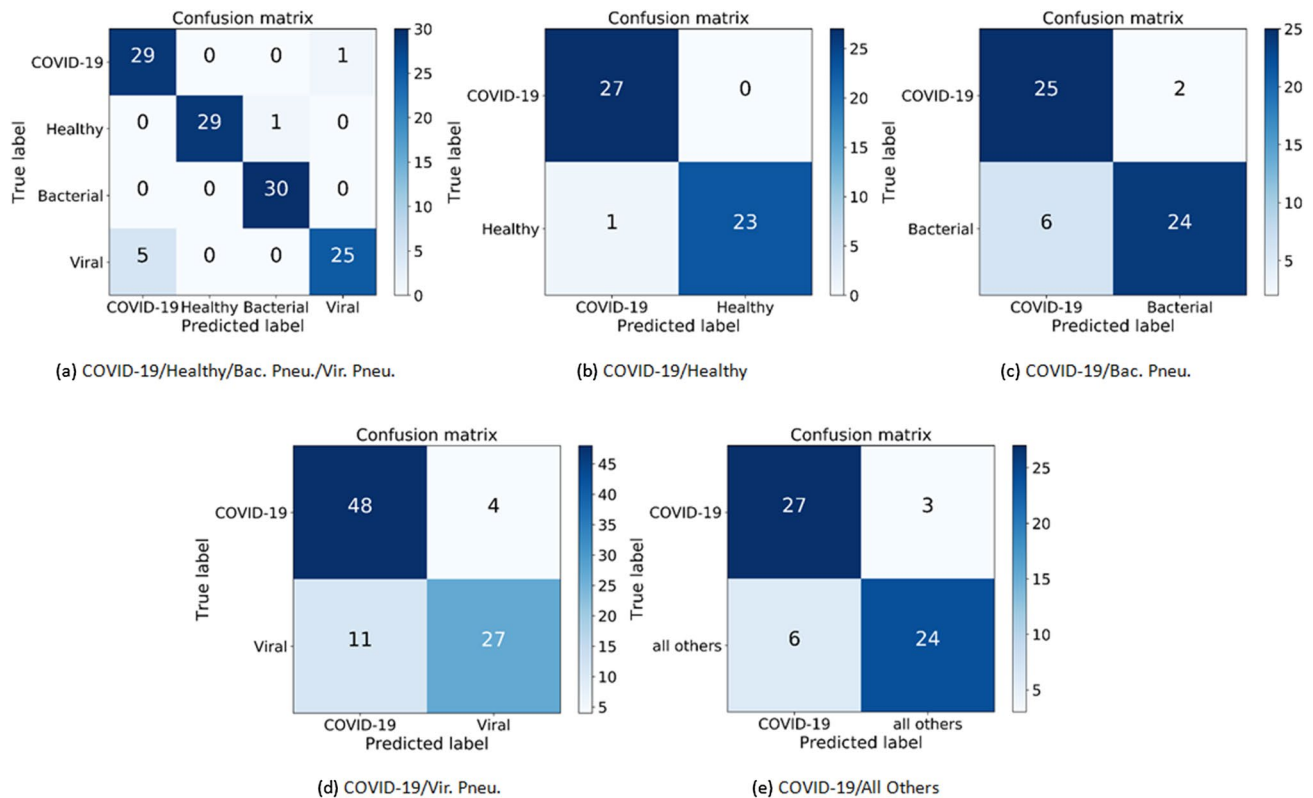 Confusion matrix
COVID-19 29 0 0 1
Healthy 0 29 1 0
Bacterial 0 0 30 0
Viral 5 0 0 25
COVID-19 Healthy Bacterial Viral
Predicted label
True label
30
25
20
15
10
5
0
(a) COVID-19/Healthy/Bac. Pneu./Vir. Pneu.
Confusion matrix
COVID-19 27 0
Healthy 1 23
COVID-19 Healthy
Predicted label
True label
25
20
15
10
5
0
(b) COVID-19/Healthy
Confusion matrix
COVID-19 25 2
Bacterial 6 24
COVID-19 Bacterial
Predicted label
True label
25
20
15
10
5
(c) COVID-19/Bac. Pneu.
Confusion matrix
COVID-19 48 4
Viral 11 27
COVID-19 Viral
Predicted label
True label
45
40
35
30
25
20
15
10
5
(d) COVID-19/Vir. Pneu.
Confusion matrix
COVID-19 27 3
all others 6 24
COVID-19 all others
Predicted label
True label
25
20
15
10
5
(e) COVID-19/All Others